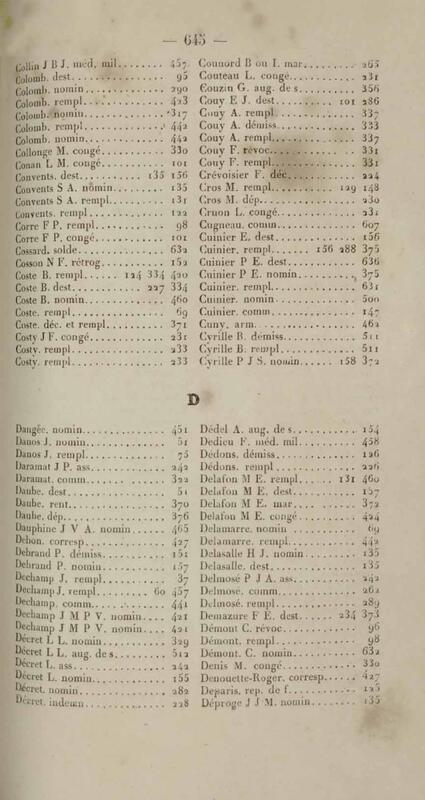 — 645 —
Collin J B J. méd. mil........ 457
Colomb. dest................ 95
Colomb. nomin............... 290
Colomb. rempl............... 423
Colomb. nomin............... 317
Colomb. rempl............... 442
Colomb. nomin............... 442
Collonge M. congé........... 330
Conan L M. congé............ 101
Convents. dest.......... 135 156
Convents S A. nomin......... 135
Convents S A. rempl......... 131
Convents. rempl............. 122
Corre F P. rempl............ 98
Corre F P. congé............ 101
Cossard. solde.............. 632
Cosson N F. rétrog.......... 152
Coste B. rempl...... 124 334 420
Coste B. dest........... 227 334
Coste B. nomin.............. 460
Coste. rempl................ 69
Coste. déc. et rempl........ 371
Costy J F. congé............ 231
Costy. rempl................ 233
Costy. rempl................ 233
Counord B ou I. mar......... 263
Couteau L. congé............ 231
Couzin G. aug. de s......... 356
Couy E J. dest.......... 101 286
Couy A. rempl............... 337
Couy A. démiss.............. 333
Couy A. rempl............... 337
Couy F. révoc............... 331
Couy F. rempl............... 331
Crévoisier F. déc........... 224
Cros M. rempl........... 129 148
Cros M. dép................. 230
Cruon L. congé.............. 231
Cugneau. comm............... 607
Cuinier E. dest............. 156
Cuinier. rempl...... 156 288 375
Cuinier P E. dest........... 636
Cuinier P E. nomin.......... 375
Cuinier. rempl.............. 631
Cuinier. nomin.............. 500
Cuinier. comm............... 147
Cuny. arm................... 462
Cyrille B. démiss........... 511
Cyrille B. rempl............ 511
Cyrille P J S. nomin.... 158 372
D
Dangée. nomin............... 451
Danos J. nomin.............. 51
Danos J. rempl.............. 75
Daramat J P. ass............ 242
Daramat. comm............... 322
Daube. dest................. 51
Daube. rent................. 370
Daube. dép.................. 376
Dauphine J V A. nomin....... 465
Debon. corresp.............. 427
Debrand P. démiss........... 151
Debrand P. nomin............ 157
Dechamp J. rempl............ 37
Dechamp J. rempl......... 60 457
Dechamp. comm............... 441
Dechamp J M P V. nomin...... 421
Dechamp J M P V. nomin...... 421
Décret L L. nomin........... 329
Décret L L. aug. de s....... 512
Décret L. ass............... 242
Décret L. nomin............. 155
Décret. nomin............... 282
Décret. indemn.............. 228
Dédel A. aug. de s.......... 154
Dedieu F. méd. mil.......... 458
Dédons. démiss.............. 126
Dédons. rempl............... 226
Delafon M E. rempl...... 131 460
Delafon M E. dest........... 157
Delafon M E. mar............ 372
Delafon M E. congé.......... 424
Delamarre. nomin............ 69
Delamarre. rempl............ 442
Delasalle H J. nomin........ 135
Delasalle. dest............. 135
Delmosé P J A. ass.......... 242
Delmose. comm............... 262
Delmosé. rempl.............. 289
Demazure F E. dest...... 234 373
Démont C. révoc............. 96
Démont. rempl............... 98
Démont. C. nomin............ 632
Denis M. congé.............. 330
Denouette-Roger. corresp.... 427
Deparis. rep. de f.......... 125
Déproge J J M. nomin........ 135